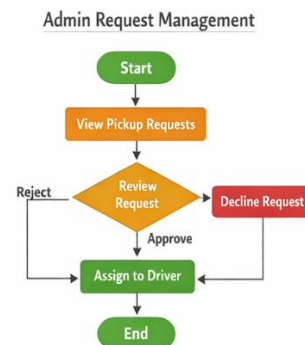 Admin Request Management
Start
View Pickup Requests
Review
Request
Reject
Decline Request
Approve
Assign to Driver
End